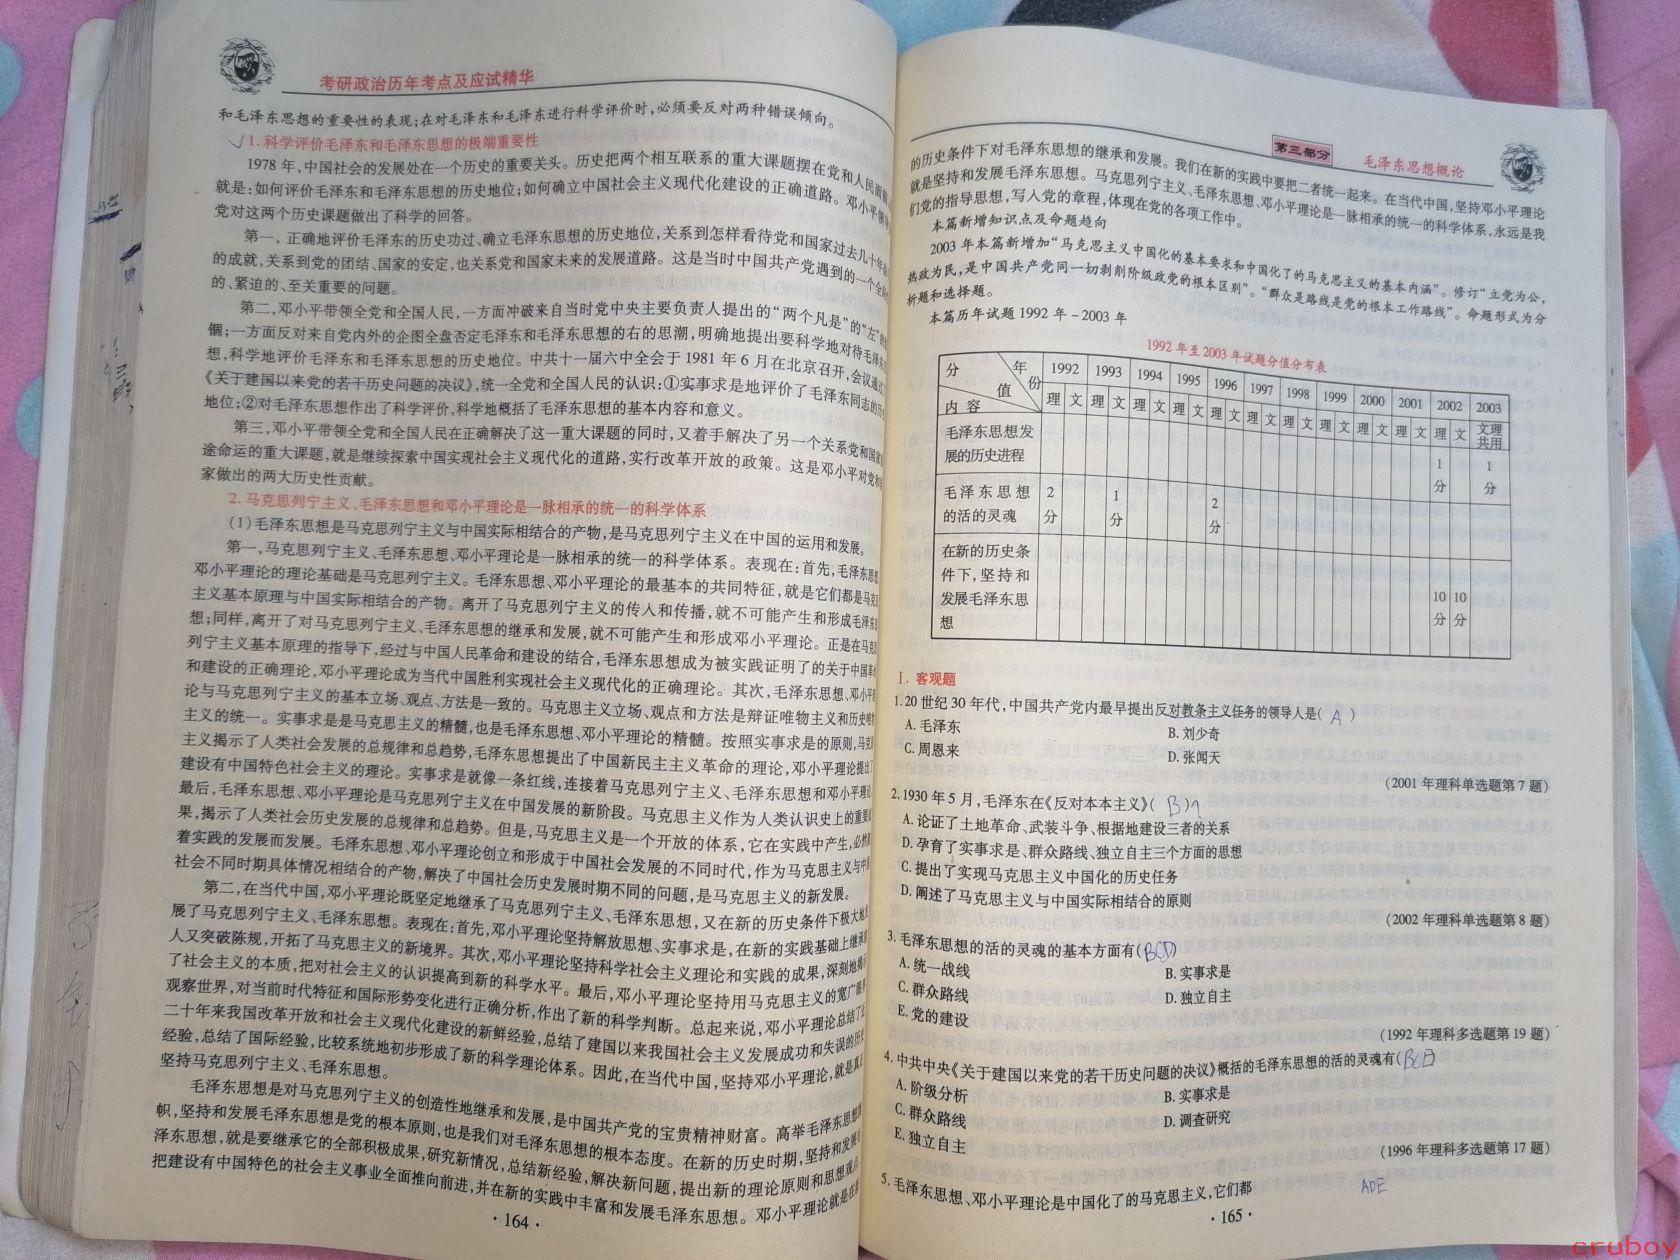 考研政治历年考点及应试精华
和毛泽东思想的重要性的表现;在对毛泽东和毛泽东进行科学评价时,必须要反对两种错误倾向。
√1.科学评价毛泽东和毛泽东思想的极端重要性
1978年,中国社会的发展处在一个历史的重要关头。历史把两个相互联系的重大课题摆在党和人民面前
就是:如何评价毛泽东和毛泽东思想的历史地位;如何确立中国社会主义现代化建设的正确道路。邓小平领导
党对这两个历史课题做出了科学的回答。
第一,正确地评价毛泽东的历史功过、确立毛泽东思想的历史地位,关系到怎样看待党和国家过去几十年
的成就,关系到党的团结、国家的安定,也关系党和国家未来的发展道路。这是当时中国共产党遇到的一个全
的、紧迫的、至关重要的问题。
第二,邓小平带领全党和全国人民,一方面冲破来自当时党中央主要负责人提出的“两个凡是”的“左”的
锢;一方面反对来自党内外的企图全盘否定毛泽东和毛泽东思想的右的思潮,明确地提出要科学地对待毛泽东
想,科学地评价毛泽东和毛泽东思想的历史地位。中共十一届六中全会于1981年6月在北京召开,会议通过
《关于建国以来党的若干历史问题的决议》,统一全党和全国人民的认识:①实事求是地评价了毛泽东同志的历
地位;②对毛泽东思想作出了科学评价,科学地概括了毛泽东思想的基本内容和意义。
第三,邓小平带领全党和全国人民在正确解决了这一重大课题的同时,又着手解决了另一个关系党和国家
途命运的重大课题,就是继续探索中国实现社会主义现代化的道路,实行改革开放的政策。这是邓小平对党和
家做出的两大历史性贡献。
2.马克思列宁主义、毛泽东思想和邓小平理论是一脉相承的统一的科学体系
(1)毛泽东思想是马克思列宁主义与中国实际相结合的产物,是马克思列宁主义在中国的运用和发展。
第一,马克思列宁主义、毛泽东思想、邓小平理论是一脉相承的统一的科学体系。表现在:首先,毛泽东思
邓小平理论的理论基础是马克思列宁主义。毛泽东思想、邓小平理论的最基本的共同特征,就是它们都是马克
主义基本原理与中国实际相结合的产物。离开了马克思列宁主义的传人和传播,就不可能产生和形成毛泽东
想;同样,离开了对马克思列宁主义、毛泽东思想的继承和发展,就不可能产生和形成邓小平理论。正是在马克
列宁主义基本原理的指导下,经过与中国人民革命和建设的结合,毛泽东思想成为被实践证明了的关于中国革
和建设的正确理论,邓小平理论成为当代中国胜利实现社会主义现代化的正确理论。其次,毛泽东思想、邓小平
论与马克思列宁主义的基本立场、观点、方法是一致的。马克思主义立场、观点和方法是辩证唯物主义和历史唯
主义的统一。实事求是是马克思主义的精髓,也是毛泽东思想、邓小平理论的精髓。按照实事求是的原则,马克
主义揭示了人类社会发展的总规律和总趋势,毛泽东思想提出了中国新民主主义革命的理论,邓小平理论提出
建设有中国特色社会主义的理论。实事求是就像一条红线,连接着马克思主义、毛泽东思想和邓小平理论
最后,毛泽东思想、邓小平理论是马克思列宁主义在中国发展的新阶段。马克思主义作为人类认识史上的重要
果,揭示了人类社会历史发展的总规律和总趋势。但是,马克思主义是一个开放的体系,它在实践中产生,必
着实践的发展而发展。毛泽东思想、邓小平理论创立和形成于中国社会发展的不同时期,作为马克思主义与中
社会不同时期具体情况相结合的产物,解决了中国社会历史发展时期不同的问题,是马克思主义的新发展。
第二,在当代中国,邓小平理论既坚定地继承了马克思列宁主义、毛泽东思想,又在新的历史条件下极大地
展了马克思列宁主义、毛泽东思想。表现在:首先,邓小平理论坚持解放思想、实事求是,在新的实践基础上继承
人又突破陈规,开拓了马克思主义的新境界。其次,邓小平理论坚持科学社会主义理论和实践的成果,深刻地揭
了社会主义的本质,把对社会主义的认识提高到新的科学水平。最后,邓小平理论坚持用马克思主义的宽广眼
观察世界,对当前时代特征和国际形势变化进行正确分析,作出了新的科学判断。总起来说,邓小平理论总结了
二十年来我国改革开放和社会主义现代化建设的新鲜经验,总结了建国以来我国社会主义发展成功和失误的历
经验,总结了国际经验,比较系统地初步形成了新的科学理论体系。因此,在当代中国,坚持邓小平理论,就是真正
坚持马克思列宁主义、毛泽东思想。
毛泽东思想是对马克思列宁主义的创造性地继承和发展,是中国共产党的宝贵精神财富。高举毛泽东思想
帜,坚持和发展毛泽东思想是党的根本原则,也是我们对毛泽东思想的根本态度。在新的历史时期,坚持和发展
泽东思想,就是要继承它的全部积极成果,研究新情况,总结新经验,解决新问题,提出新的理论原则和思想观点
把建设有中国特色的社会主义事业全面推向前进,并在新的实践中丰富和发展毛泽东思想。邓小平理论就是在
·164·
第三部分 毛泽东思想概论
的历史条件下对毛泽东思想的继承和发展。我们在新的实践中要把二者统一起来。在当代中国,坚持邓小平理论
就是坚持和发展毛泽东思想。马克思列宁主义、毛泽东思想、邓小平理论是一脉相承的统一的科学体系,永远是我
们党的指导思想,写人党的章程,体现在党的各项工作中。
本篇新增知识点及命题趋向
2003年本篇新增加“马克思主义中国化的基本要求和中国化了的马克思主义的基本内涵”。修订“立党为公,
热政为民,是中国共产党同一切剥削阶级政党的根本区别”。“群众是路线是党的根本工作路线”。命题形式为分
析题和选择题。
本篇历年试题1992年-2003年
1992年至2003年试题分值分布表
分 值 年份 内容 1992 1993 1994 1995 1996 1997 1998 1999 2000 2001 2002 2003
理 文 理 文 理 文 理 文 理 文 理 文 理 文 理 文 理 文 理 文 理 文 文理共用
毛泽东思想发
展的历史进程 1分 1分
毛泽东思想
的活的灵魂 2分 1分 2分
在新的历史条
件下,坚持和
发展毛泽东思
想 10分 10分
Ⅰ.客观题
1.20世纪30年代,中国共产党内最早提出反对教条主义任务的领导人是( A )
A.毛泽东 B.刘少奇
C.周恩来 D.张闻天
(2001年理科单选题第7题)
2.1930年5月,毛泽东在《反对本本主义》( B )
A.论证了土地革命、武装斗争、根据地建设三者的关系
D.孕育了实事求是、群众路线、独立自主三个方面的思想
C.提出了实现马克思主义中国化的历史任务
D.阐述了马克思主义与中国实际相结合的原则
(2002年理科单选题第8题)
3.毛泽东思想的活的灵魂的基本方面有( BCD )
A.统一战线 B.实事求是
C.群众路线 D.独立自主
E.党的建设
(1992年理科多选题第19题)
4.中共中央《关于建国以来党的若干历史问题的决议》概括的毛泽东思想的活的灵魂有( BCE )
A.阶级分析 B.实事求是
C.群众路线 D.调查研究
E.独立自主
(1996年理科多选题第17题)
5.毛泽东思想、邓小平理论是中国化了的马克思主义,它们都 ADE
·165·
cruboy